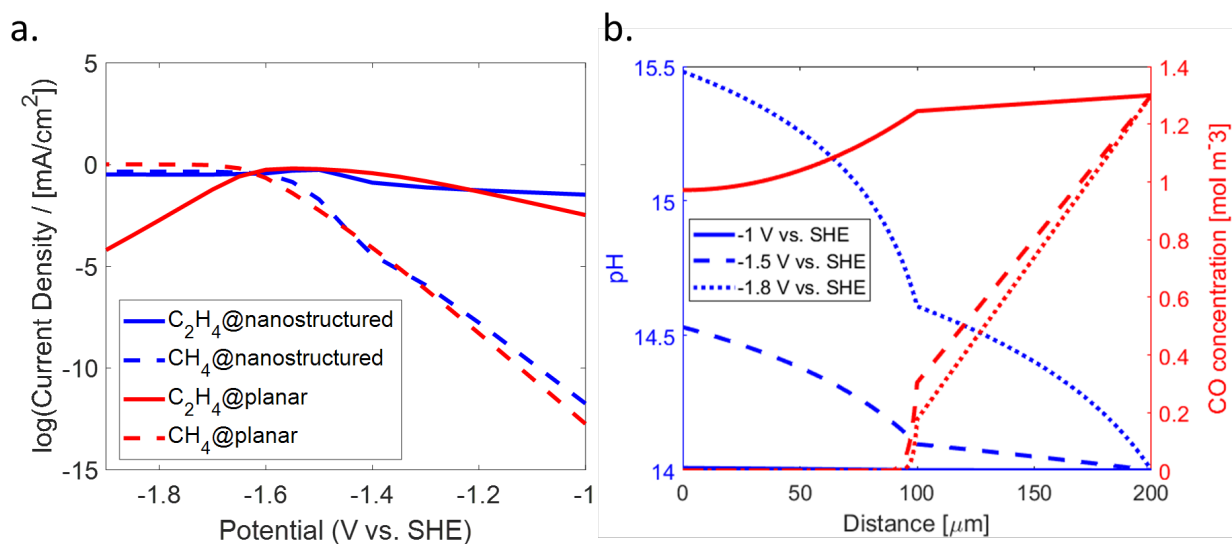 a.
log(Current Density / [mA/cm²])
5
0
-5
-10
-15
C₂H₄@nanostructured
CH₄@nanostructured
C₂H₄@planar
CH₄@planar
-1.8
-1.6
-1.4
-1.2
-1
Potential (V vs. SHE)
b.
pH
15.5
15
14.5
14
-1 V vs. SHE
-1.5 V vs. SHE
-1.8 V vs. SHE
0
50
100
150
200
Distance [μm]
1.4
1.2
1
0.8
0.6
0.4
0.2
0
CO concentration [mol m⁻3]